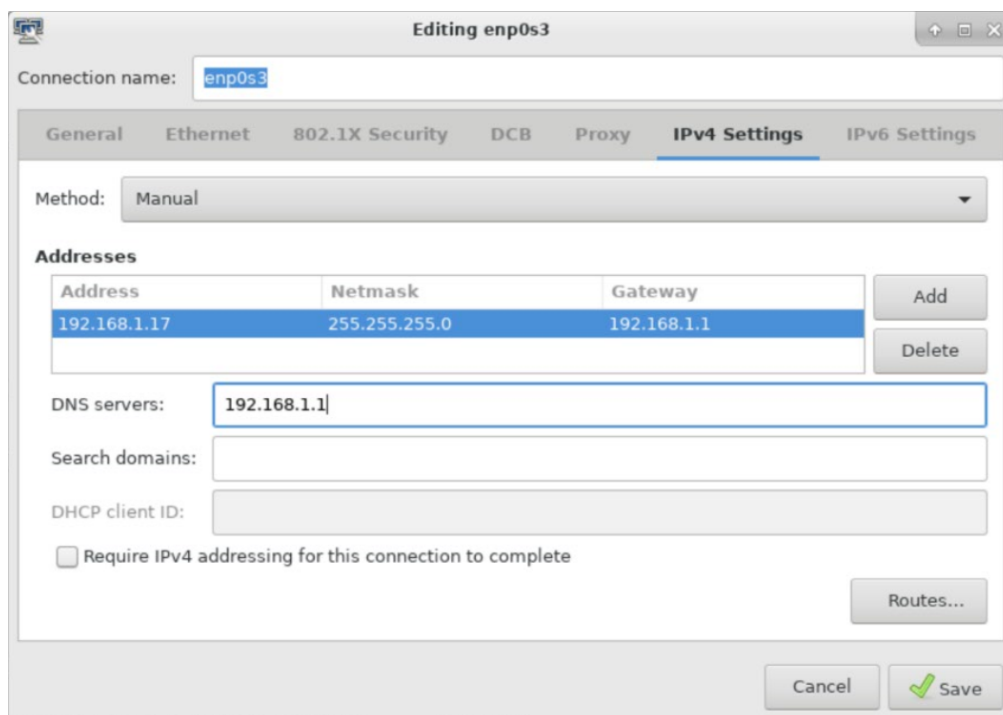 Editing enp0s3
Connection name: enp0s3
General Ethernet 802.1X Security DCB Proxy IPv4 Settings IPv6 Settings
Method: Manual
Addresses
Address Netmask Gateway
Add
192.168.1.17 255.255.255.0 192.168.1.1
Delete
DNS servers: 192.168.1.1
Search domains:
DHCP client ID:
Require IPv4 addressing for this connection to complete
Routes...
Cancel Save